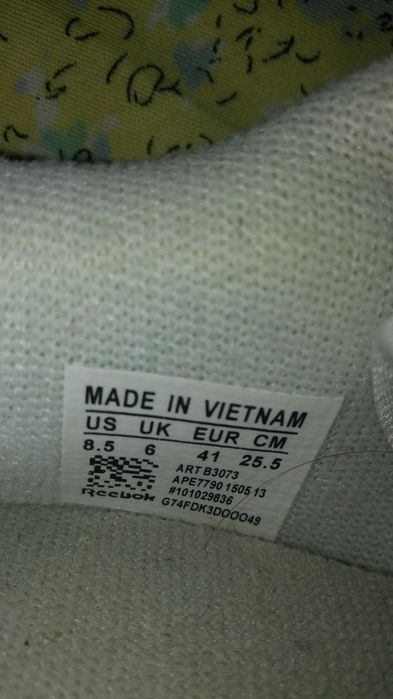 MADE IN VIETNAM
US UK EUR CM
8.5 6 41 25.5
ART B3073
APE7790 150513
#101029836
Reebok G74FDK3DOOO49